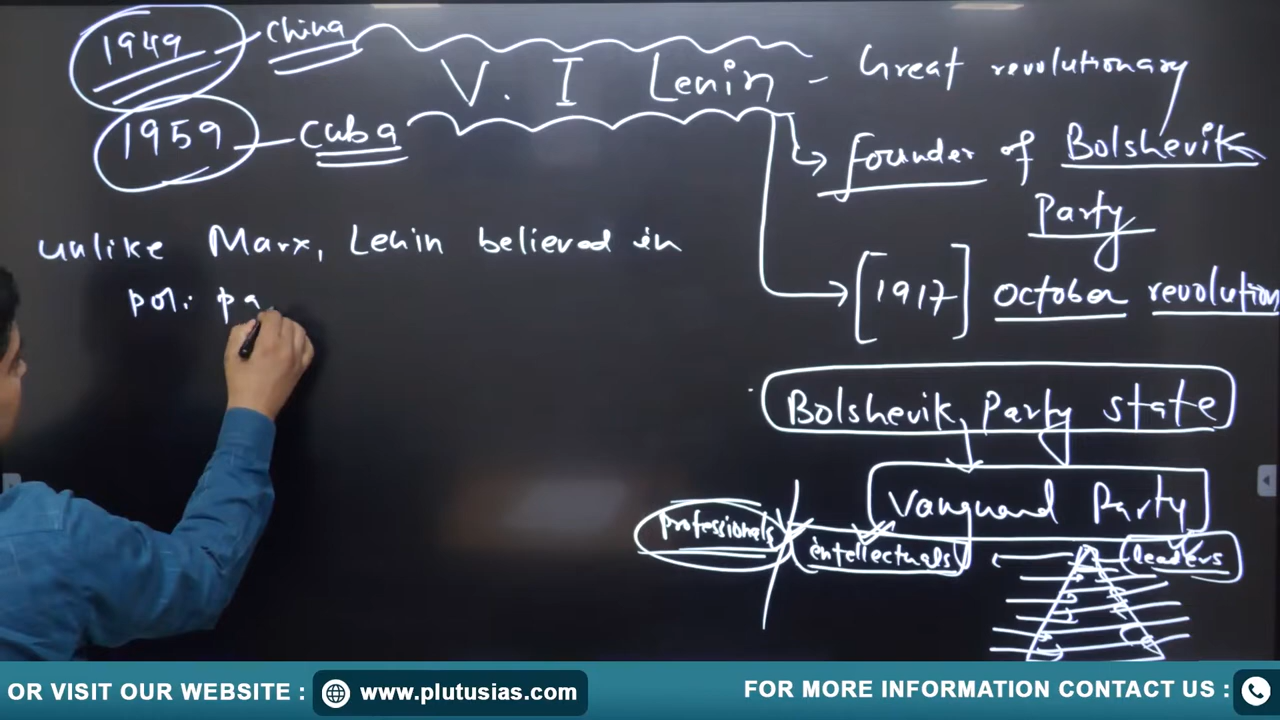 1949 - China
V. I Lenin - Great revolutionary
1959 - Cuba
Founder of Bolshevik
Party
unlike Marx, Lenin believed in
pol. pa
[1917] October revolution
Bolshevik Party state
Vanguard Party
professionals intellectuals leaders
OR VISIT OUR WEBSITE : www.plutusias.com
FOR MORE INFORMATION CONTACT US :